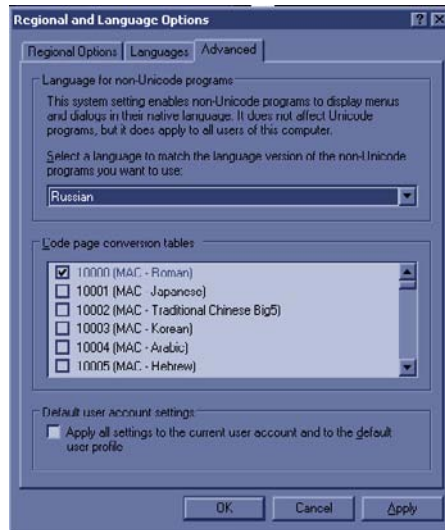 Regional and Language Options
Regional Options
Languages
Advanced
Language for non-Unicode programs
This system setting enables non-Unicode programs to display menus
and dialogs in their native language. It does not affect Unicode
programs, but it does apply to all users of this computer.
Select a language to match the language version of the non-Unicode
programs you want to use:
Russian
Code page conversion tables
10000 (MAC - Roman)
10001 (MAC - Japanese)
10002 (MAC - Traditional Chinese Big5)
10003 (MAC - Korean)
10004 (MAC - Arabic)
10005 (MAC - Hebrew)
Default user account settings
Apply all settings to the current user account and to the default
user profile
OK
Cancel
Apply